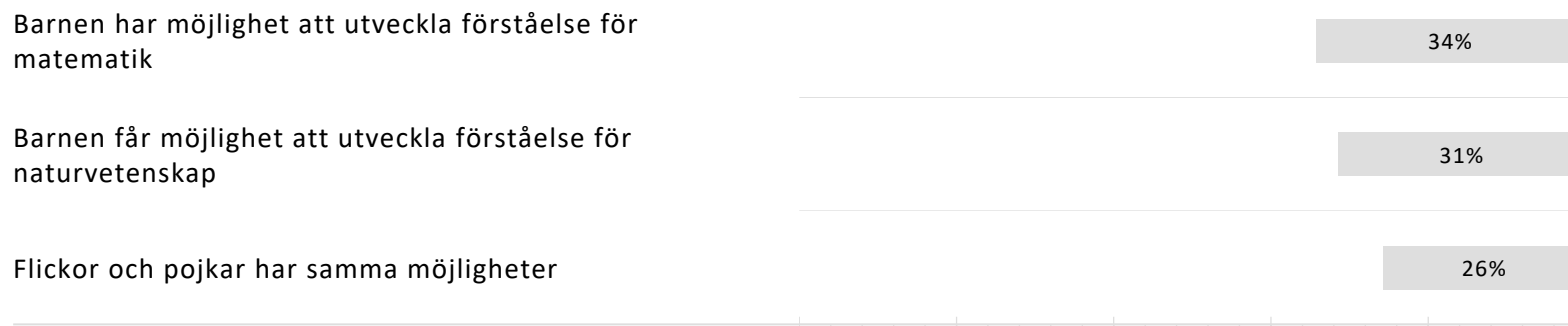 Barnen har möjlighet att utveckla förståelse för
matematik
34%
Barnen får möjlighet att utveckla förståelse för
naturvetenskap
31%
Flickor och pojkar har samma möjligheter
26%